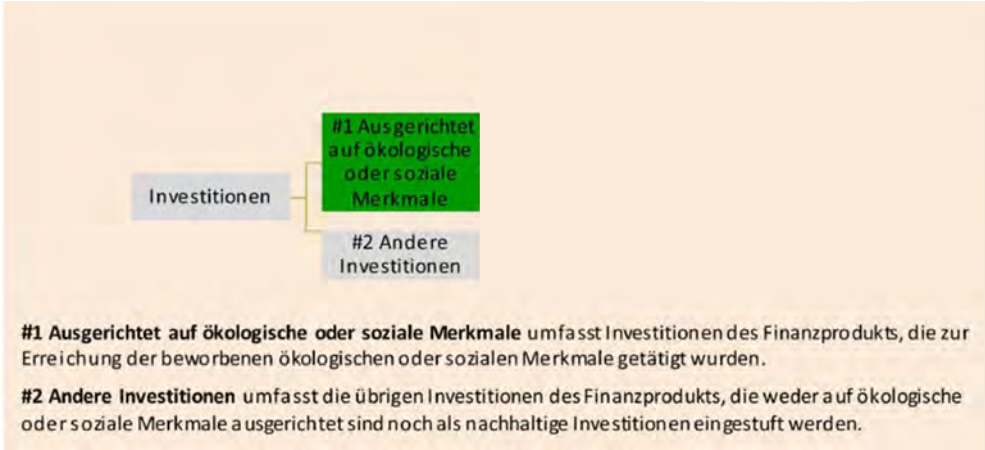 #1 Ausgerichtet
auf ökologische
oder soziale
Merkmale
Investitionen
#2 Andere
Investitionen
#1 Ausgerichtet auf ökologische oder soziale Merkmale umfasst Investitionen des Finanzprodukts, die zur
Erreichung der beworbenen ökologischen oder sozialen Merkmale getätigt wurden.
#2 Andere Investitionen umfasst die übrigen Investitionen des Finanzprodukts, die weder auf ökologische
oder soziale Merkmale ausgerichtet sind noch als nachhaltige Investitionen eingestuft werden.